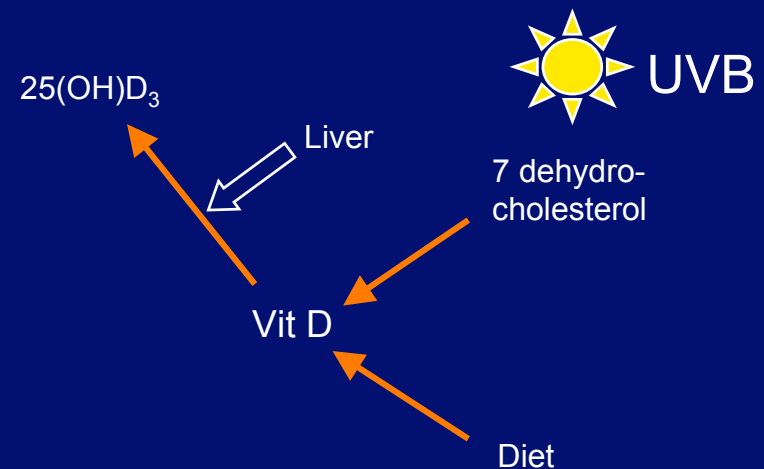 UVB
25(OH)D₃
Liver
7 dehydro-
cholesterol
Vit D
Diet